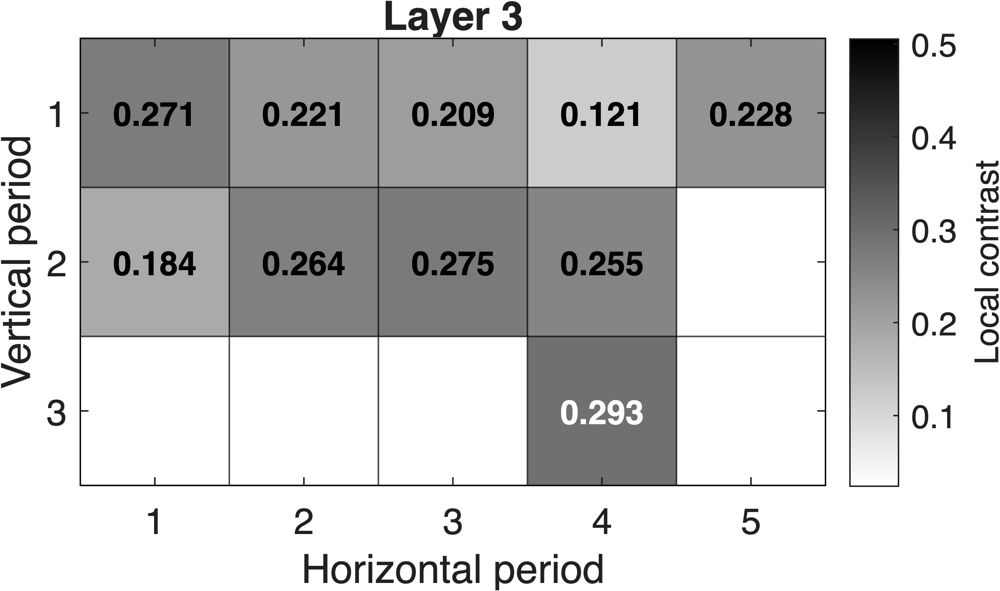 Layer 3
0.5
1 0.271 0.221 0.209 0.121 0.228
0.4
Vertical period
Local contrast
0.3
2 0.184 0.264 0.275 0.255
0.2
3 0.293
0.1
1 2 3 4 5
Horizontal period